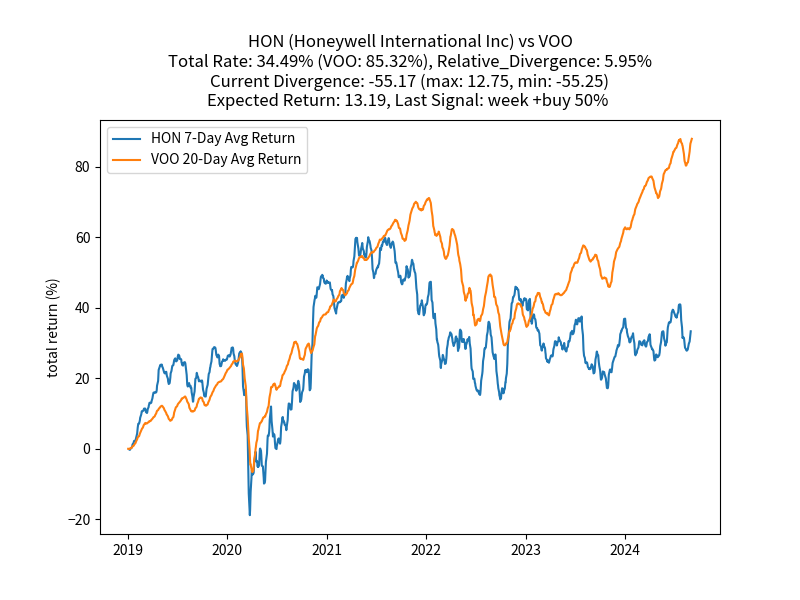 HON (Honeywell International Inc) vs VOO
Total Rate: 34.49% (VOO: 85.32%), Relative_Divergence: 5.95%
Current Divergence: -55.17 (max: 12.75, min: -55.25)
Expected Return: 13.19, Last Signal: week +buy 50%
HON 7-Day Avg Return
VOO 20-Day Avg Return
total return (%)
80
60
40
20
0
−20
2019
2020
2021
2022
2023
2024